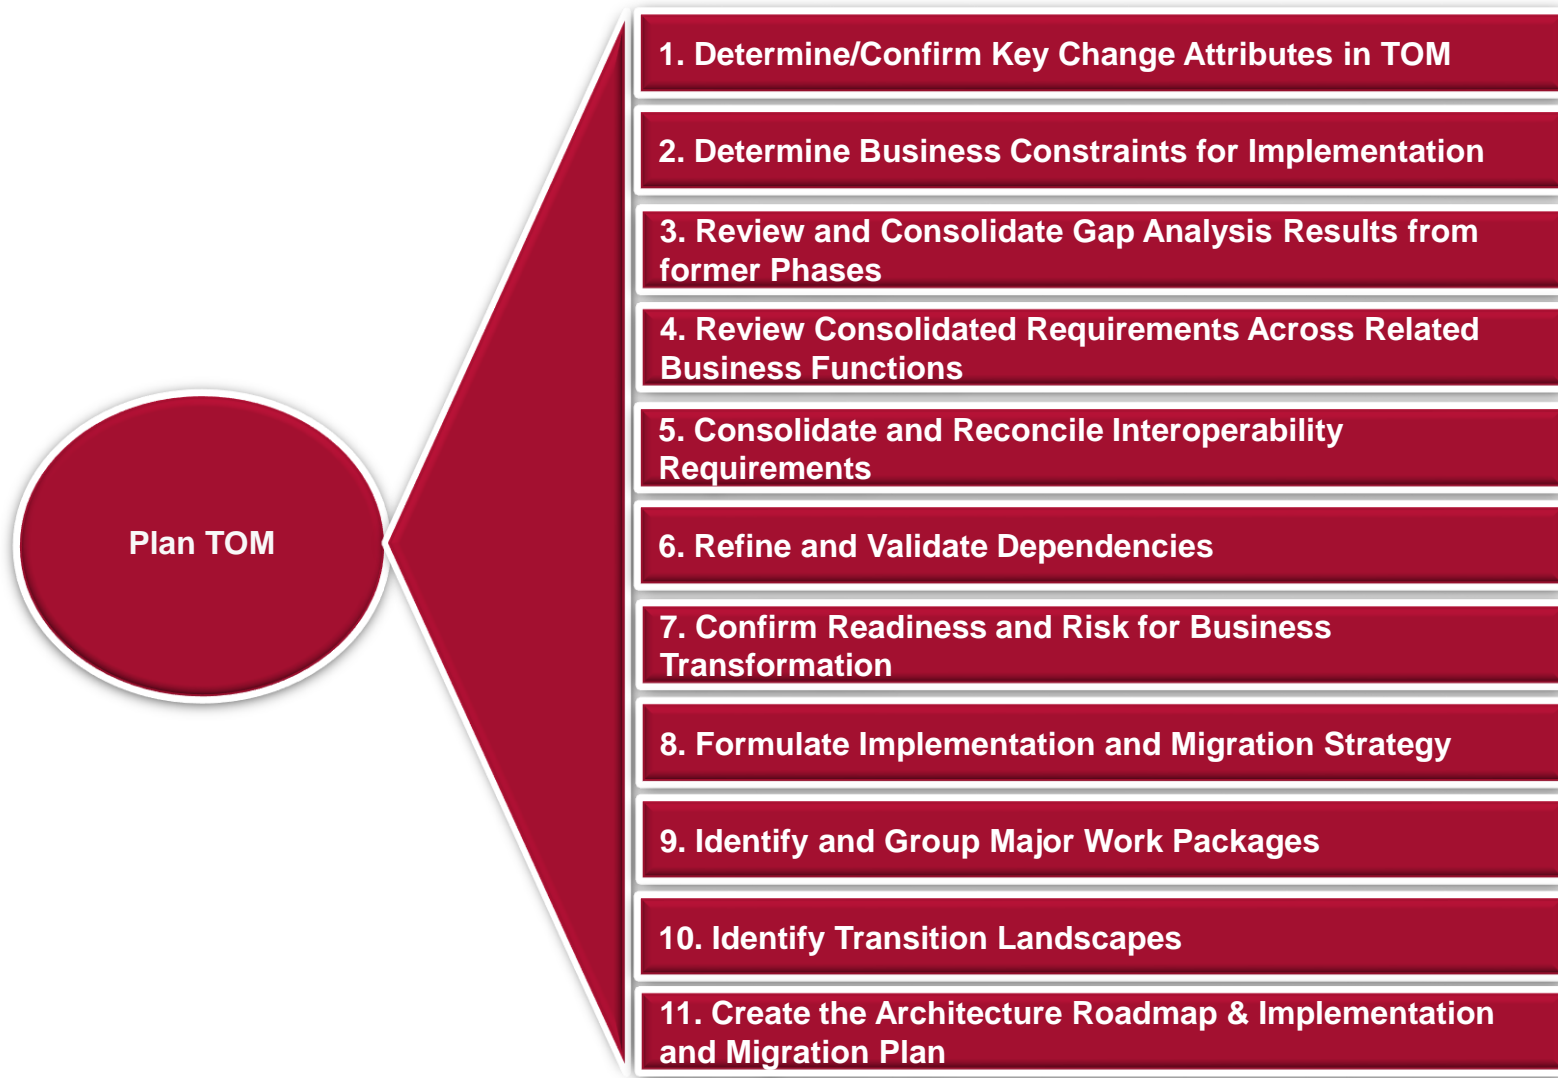 Plan TOM
1. Determine/Confirm Key Change Attributes in TOM
2. Determine Business Constraints for Implementation
3. Review and Consolidate Gap Analysis Results from
former Phases
4. Review Consolidated Requirements Across Related
Business Functions
5. Consolidate and Reconcile Interoperability
Requirements
6. Refine and Validate Dependencies
7. Confirm Readiness and Risk for Business
Transformation
8. Formulate Implementation and Migration Strategy
9. Identify and Group Major Work Packages
10. Identify Transition Landscapes
11. Create the Architecture Roadmap & Implementation
and Migration Plan